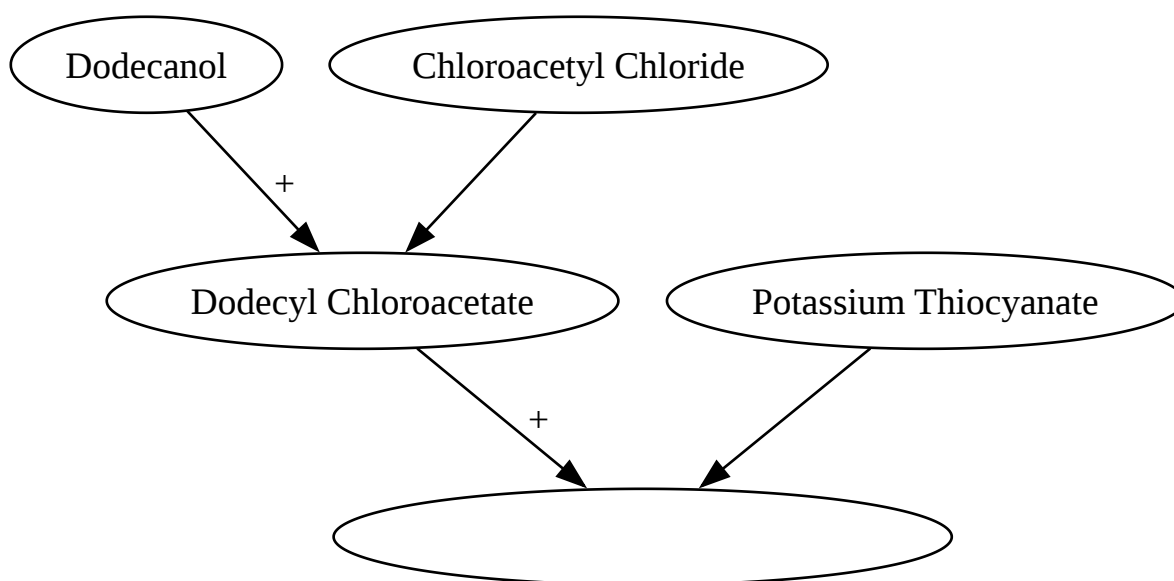 Dodecanol
Chloroacetyl Chloride
+
Dodecyl Chloroacetate
Potassium Thiocyanate
+